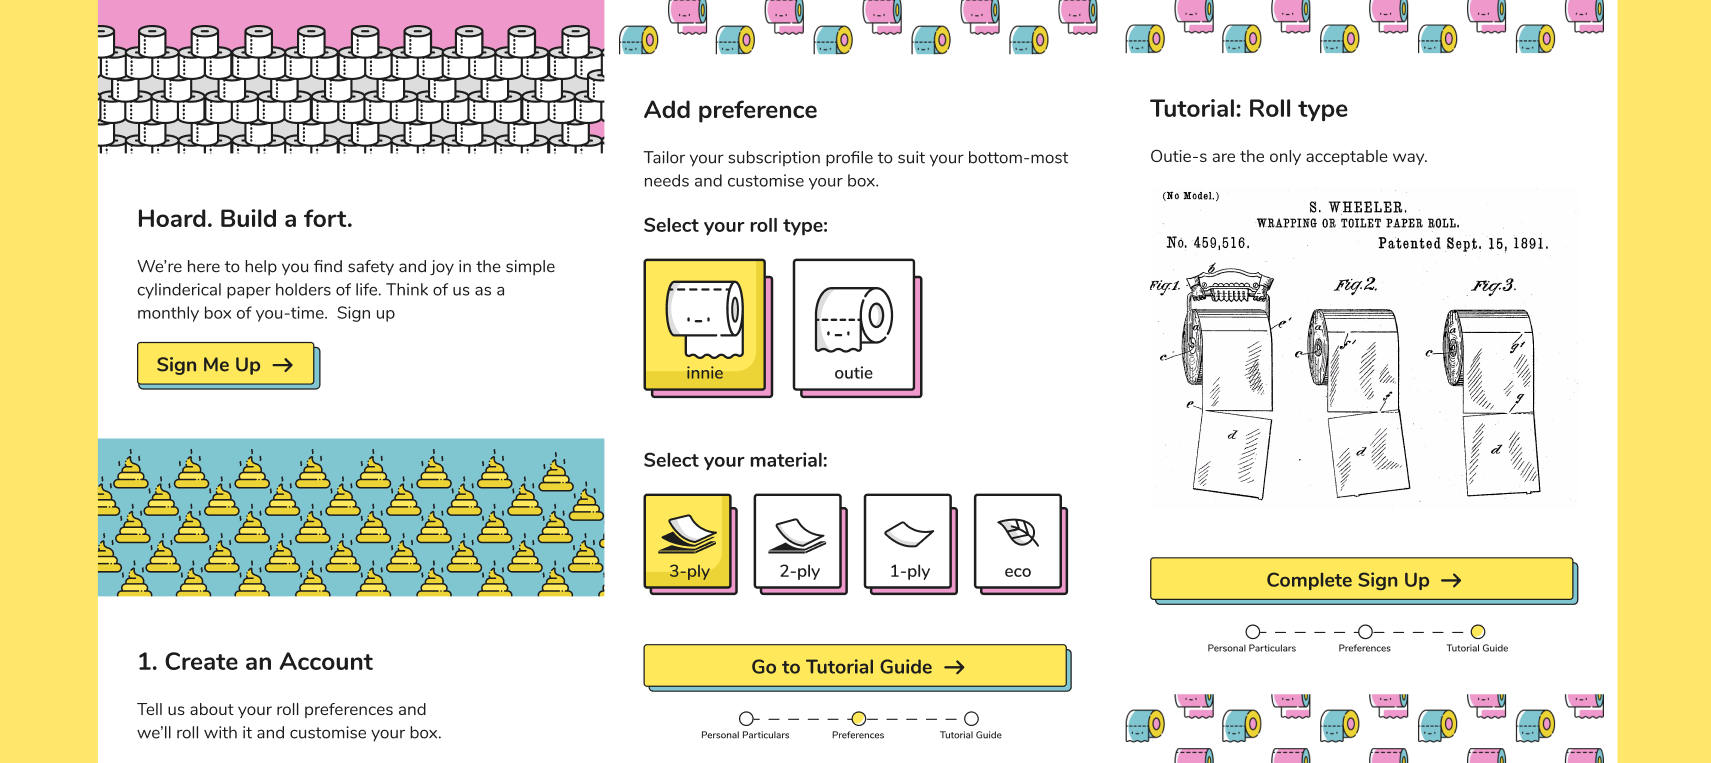 Hoard. Build a fort.
We’re here to help you find safety and joy in the simple
cylinderical paper holders of life. Think of us as a
monthly box of you-time.  Sign up
Sign Me Up →
1. Create an Account
Tell us about your roll preferences and
we’ll roll with it and customise your box.
Add preference
Tailor your subscription profile to suit your bottom-most
needs and customise your box.
Select your roll type:
innie
outie
Select your material:
3-ply
2-ply
1-ply
eco
Go to Tutorial Guide →
Personal Particulars
Preferences
Tutorial Guide
Tutorial: Roll type
Outie-s are the only acceptable way.
(No Model.)
S. WHEELER.
WRAPPING OR TOILET PAPER ROLL.
No. 459,516.
Patented Sept. 15, 1891.
Fig.1.
Fig.2.
Fig.3.
b
a
a
a
e'
c
c
c
f'
g'
e
f
g
d
d
d
Complete Sign Up →
Personal Particulars
Preferences
Tutorial Guide